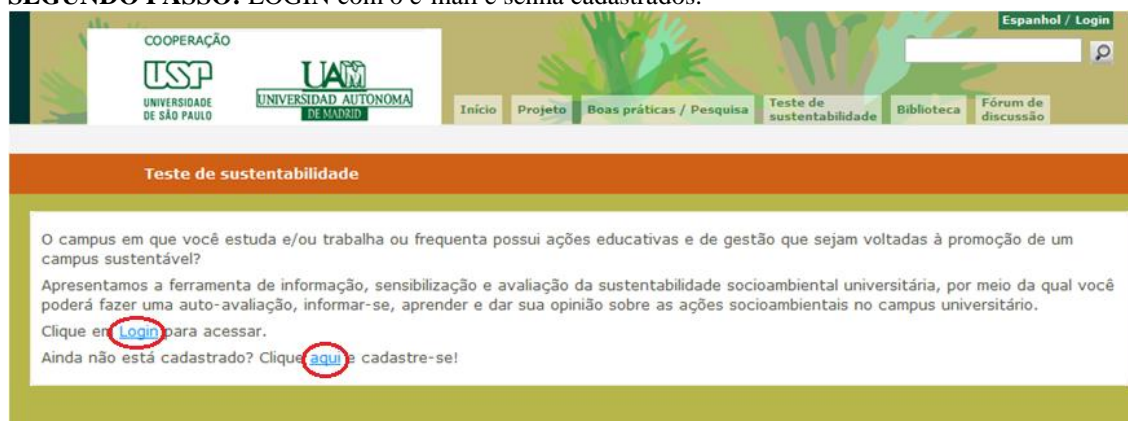 SEGUNDO PASSO: LOGIN com o e-mail e senha cadastrados.
Espanhol / Login
COOPERAÇÃO
USP
UNIVERSIDADE
DE SÃO PAULO
UAM
UNIVERSIDAD AUTONOMA
DE MADRID
Início
Projeto
Boas práticas / Pesquisa
Teste de
sustentabilidade
Biblioteca
Fórum de
discussão
Teste de sustentabilidade
O campus em que você estuda e/ou trabalha ou frequenta possui ações educativas e de gestão que sejam voltadas à promoção de um
campus sustentável?
Apresentamos a ferramenta de informação, sensibilização e avaliação da sustentabilidade socioambiental universitária, por meio da qual você
poderá fazer uma auto-avaliação, informar-se, aprender e dar sua opinião sobre as ações socioambientais no campus universitário.
Clique em Login para acessar.
Ainda não está cadastrado? Clique aqui e cadastre-se!